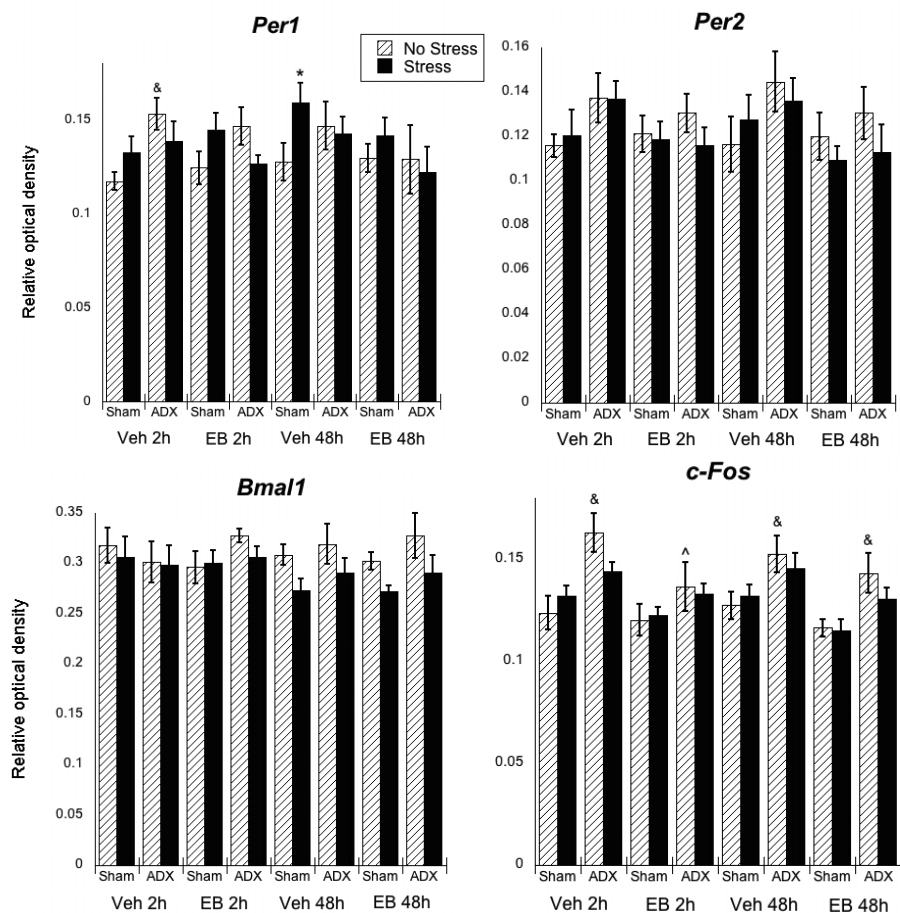 Per1
No Stress
Stress
&
*
0.15
0.1
0.05
0
Relative optical density
Sham ADX Sham ADX Sham ADX Sham ADX
Veh 2h EB 2h Veh 48h EB 48h
Per2
0.16
0.14
0.12
0.1
0.08
0.06
0.04
0.02
0
Sham ADX Sham ADX Sham ADX Sham ADX
Veh 2h EB 2h Veh 48h EB 48h
Bmal1
0.35
0.3
0.25
0.2
0.15
0.1
0.05
0
Relative optical density
Sham ADX Sham ADX Sham ADX Sham ADX
Veh 2h EB 2h Veh 48h EB 48h
c-Fos
&
^
&
&
0.15
0.1
0.05
0
Sham ADX Sham ADX Sham ADX Sham ADX
Veh 2h EB 2h Veh 48h EB 48h